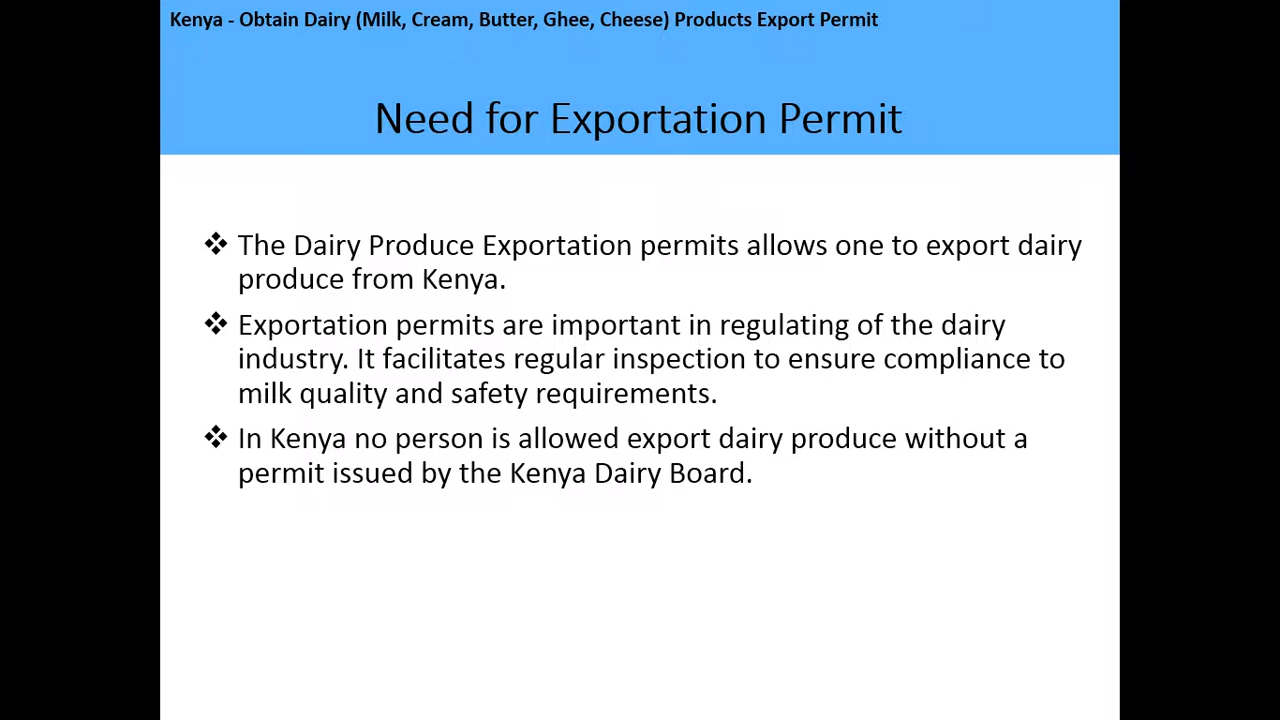 Kenya - Obtain Dairy (Milk, Cream, Butter, Ghee, Cheese) Products Export Permit
Need for Exportation Permit
❖ The Dairy Produce Exportation permits allows one to export dairy
produce from Kenya.
❖ Exportation permits are important in regulating of the dairy
industry. It facilitates regular inspection to ensure compliance to
milk quality and safety requirements.
❖ In Kenya no person is allowed export dairy produce without a
permit issued by the Kenya Dairy Board.